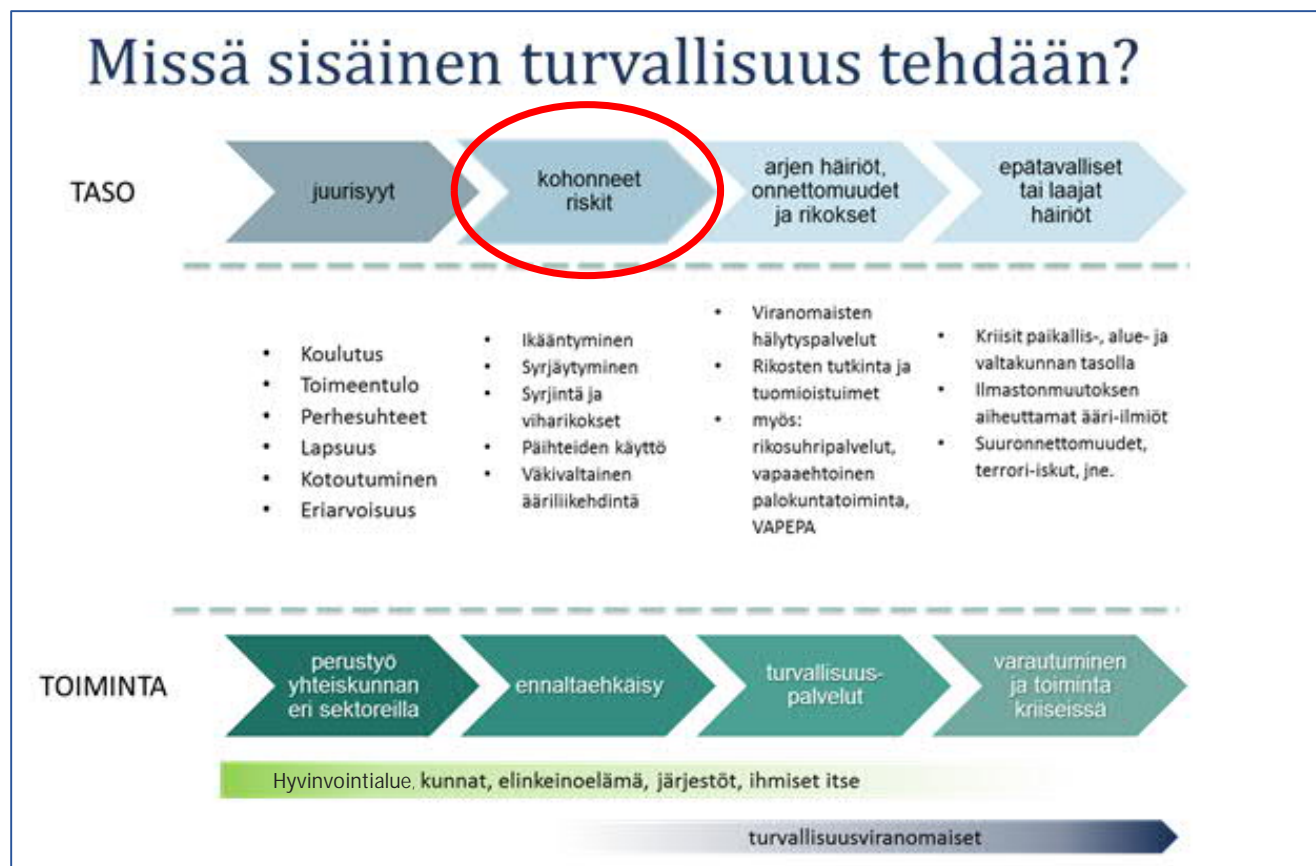 Missä sisäinen turvallisuus tehdään?
TASO
juurisyyt
kohonneet
riskit
arjen häiriöt,
onnettomuudet
ja rikokset
epätavalliset
tai laajat
häiriöt
• Koulutus
• Toimeentulo
• Perhesuhteet
• Lapsuus
• Kotoutuminen
• Eriarvoisuus
• Ikääntyminen
• Syrjäytyminen
• Syrjintä ja
viharikokset
• Päihteiden käyttö
• Väkivaltainen
ääriliikehdintä
• Viranomaisten
hälytyspalvelut
• Rikosten tutkinta ja
tuomioistuimet
• myös:
rikosuhripalvelut,
vapaaehtoinen
palokuntatoiminta,
VAPEPA
• Kriisit paikallis-, alue- ja
valtakunnan tasolla
• Ilmastonmuutoksen
aiheuttamat ääri-ilmiöt
• Suuronnettomuudet,
terrori-iskut, jne.
TOIMINTA
perustyö
yhteiskunnan
eri sektoreilla
ennaltaehkäisy
turvallisuus-
palvelut
varautuminen
ja toiminta
kriiseissä
Hyvinvointialue, kunnat, elinkeinoelämä, järjestöt, ihmiset itse
turvallisuusviranomaiset